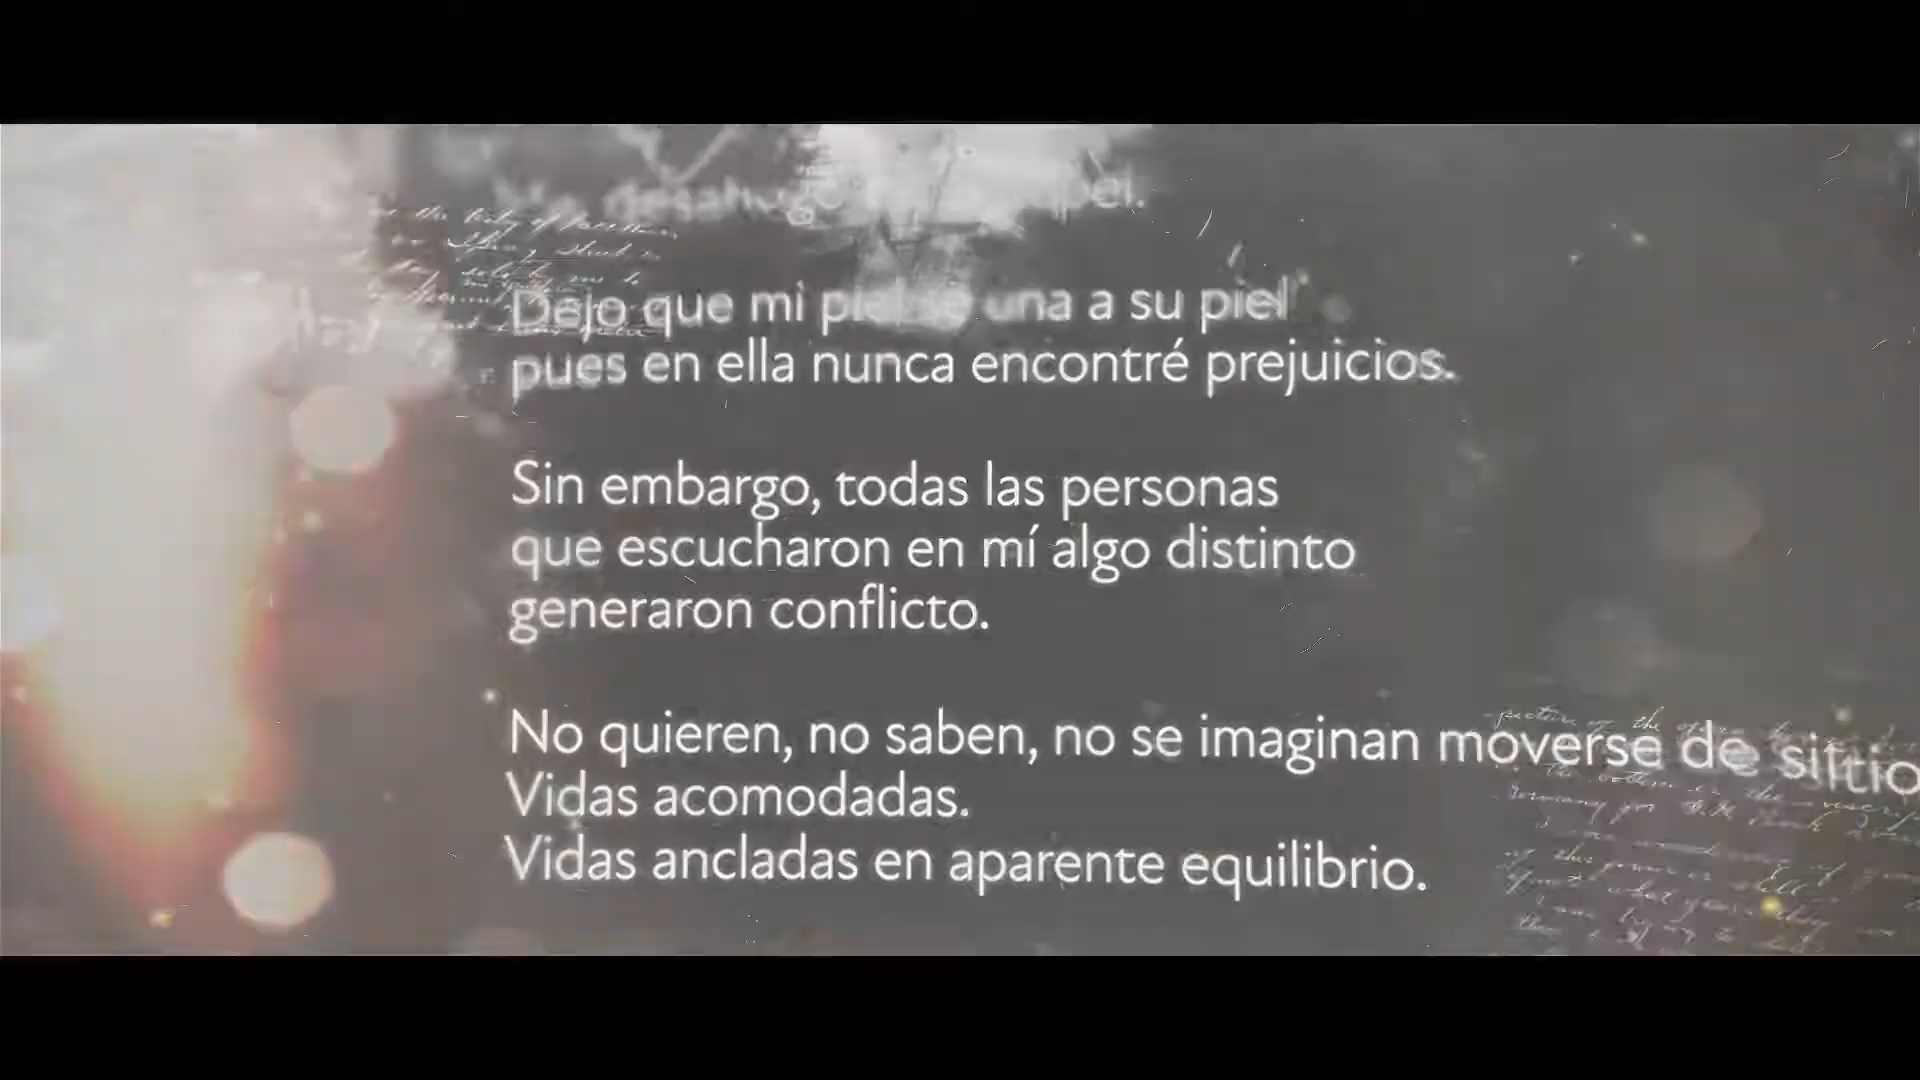 desahogo
Dejo que mi piel se una a su piel
pues en ella nunca encontré prejuicios.
Sin embargo, todas las personas
que escucharon en mí algo distinto
generaron conflicto.
No quieren, no saben, no se imaginan moverse de sitio
Vidas acomodadas.
Vidas ancladas en aparente equilibrio.